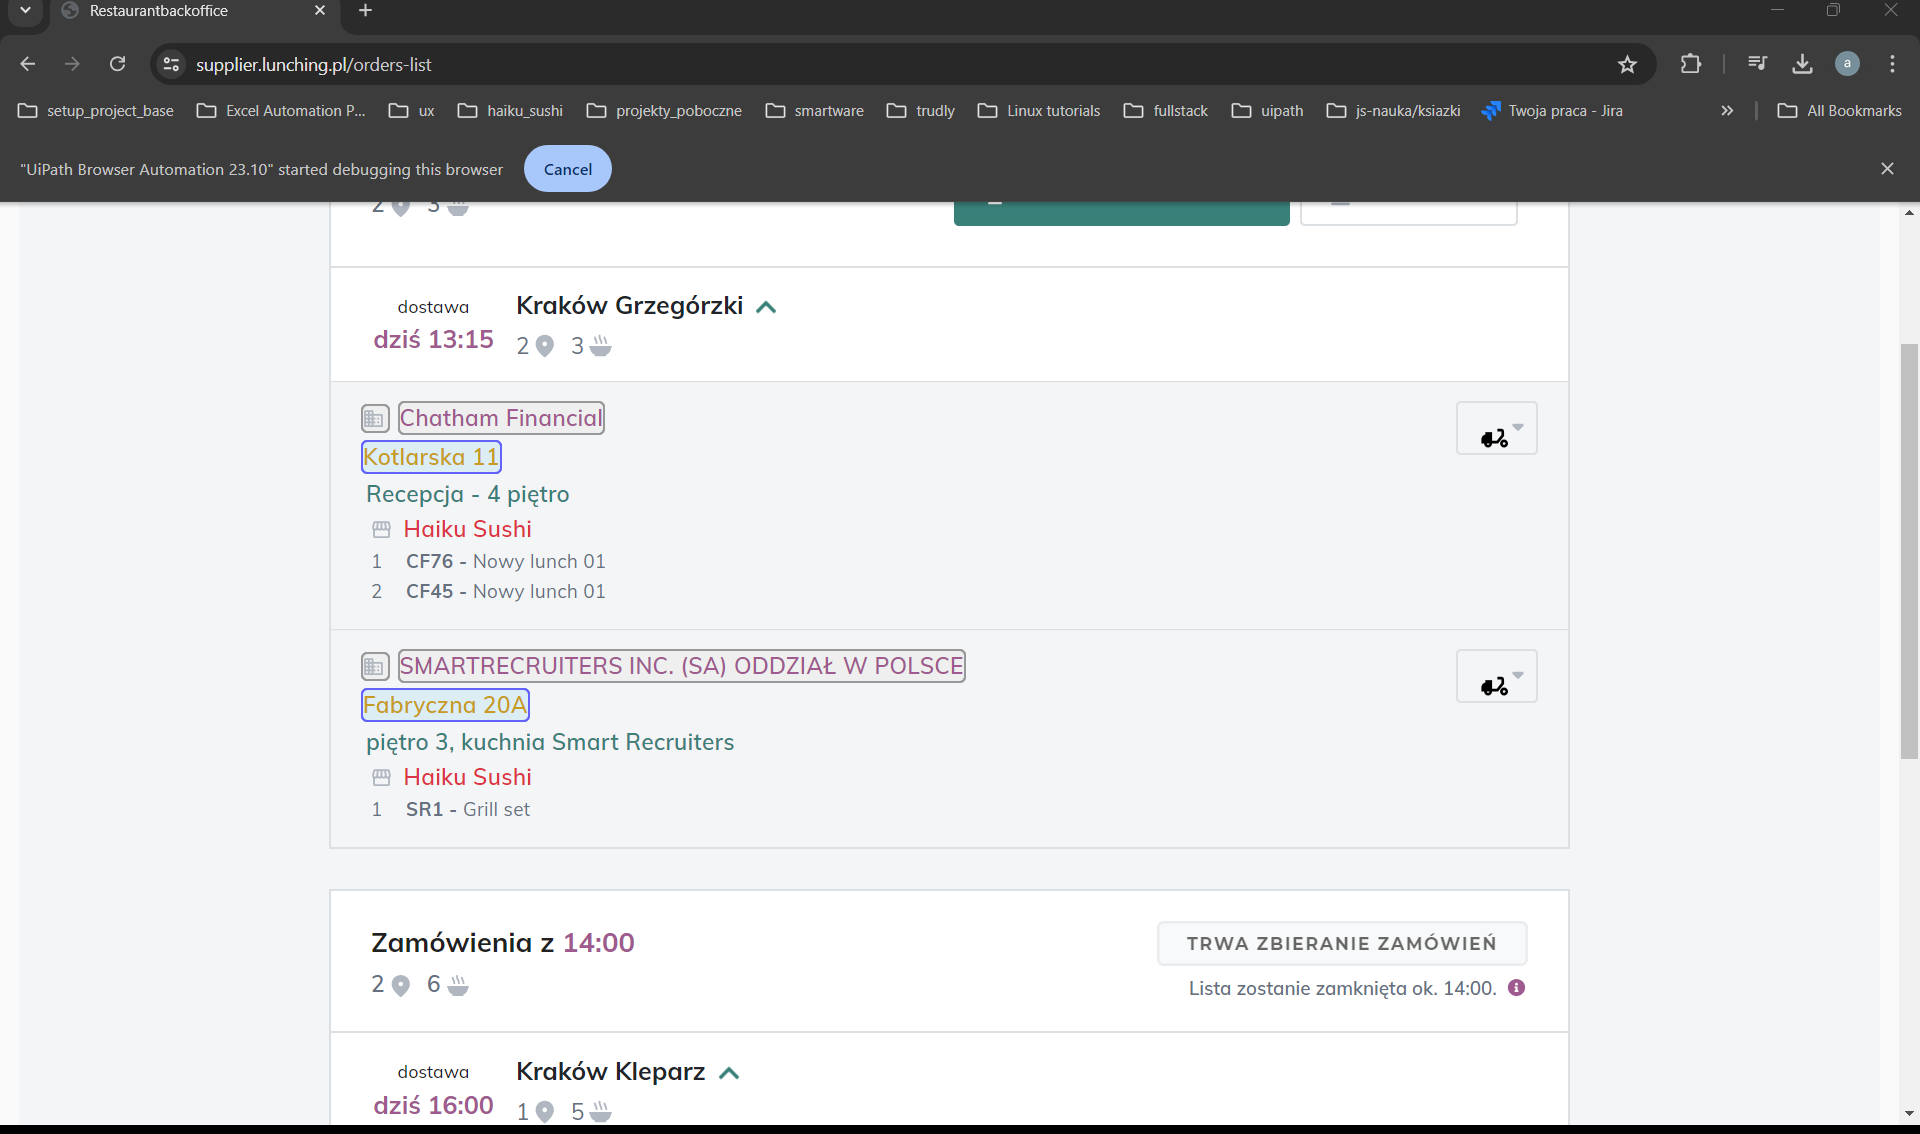 Restaurantbackoffice
supplier.lunching.pl/orders-list
a
setup_project_base
Excel Automation P...
ux
haiku_sushi
projekty_poboczne
smartware
trudly
Linux tutorials
fullstack
uipath
js-nauka/ksiazki
Twoja praca - Jira
All Bookmarks
"UiPath Browser Automation 23.10" started debugging this browser
Cancel
2 3
dostawa
dziś 13:15
Kraków Grzegórzki
2 3
Chatham Financial
Kotlarska 11
Recepcja - 4 piętro
Haiku Sushi
1 CF76 - Nowy lunch 01
2 CF45 - Nowy lunch 01
SMARTRECRUITERS INC. (SA) ODDZIAŁ W POLSCE
Fabryczna 20A
piętro 3, kuchnia Smart Recruiters
Haiku Sushi
1 SR1 - Grill set
Zamówienia z 14:00
2 6
TRWA ZBIERANIE ZAMÓWIEŃ
Lista zostanie zamknięta ok. 14:00.
dostawa
dziś 16:00
Kraków Kleparz
1 5